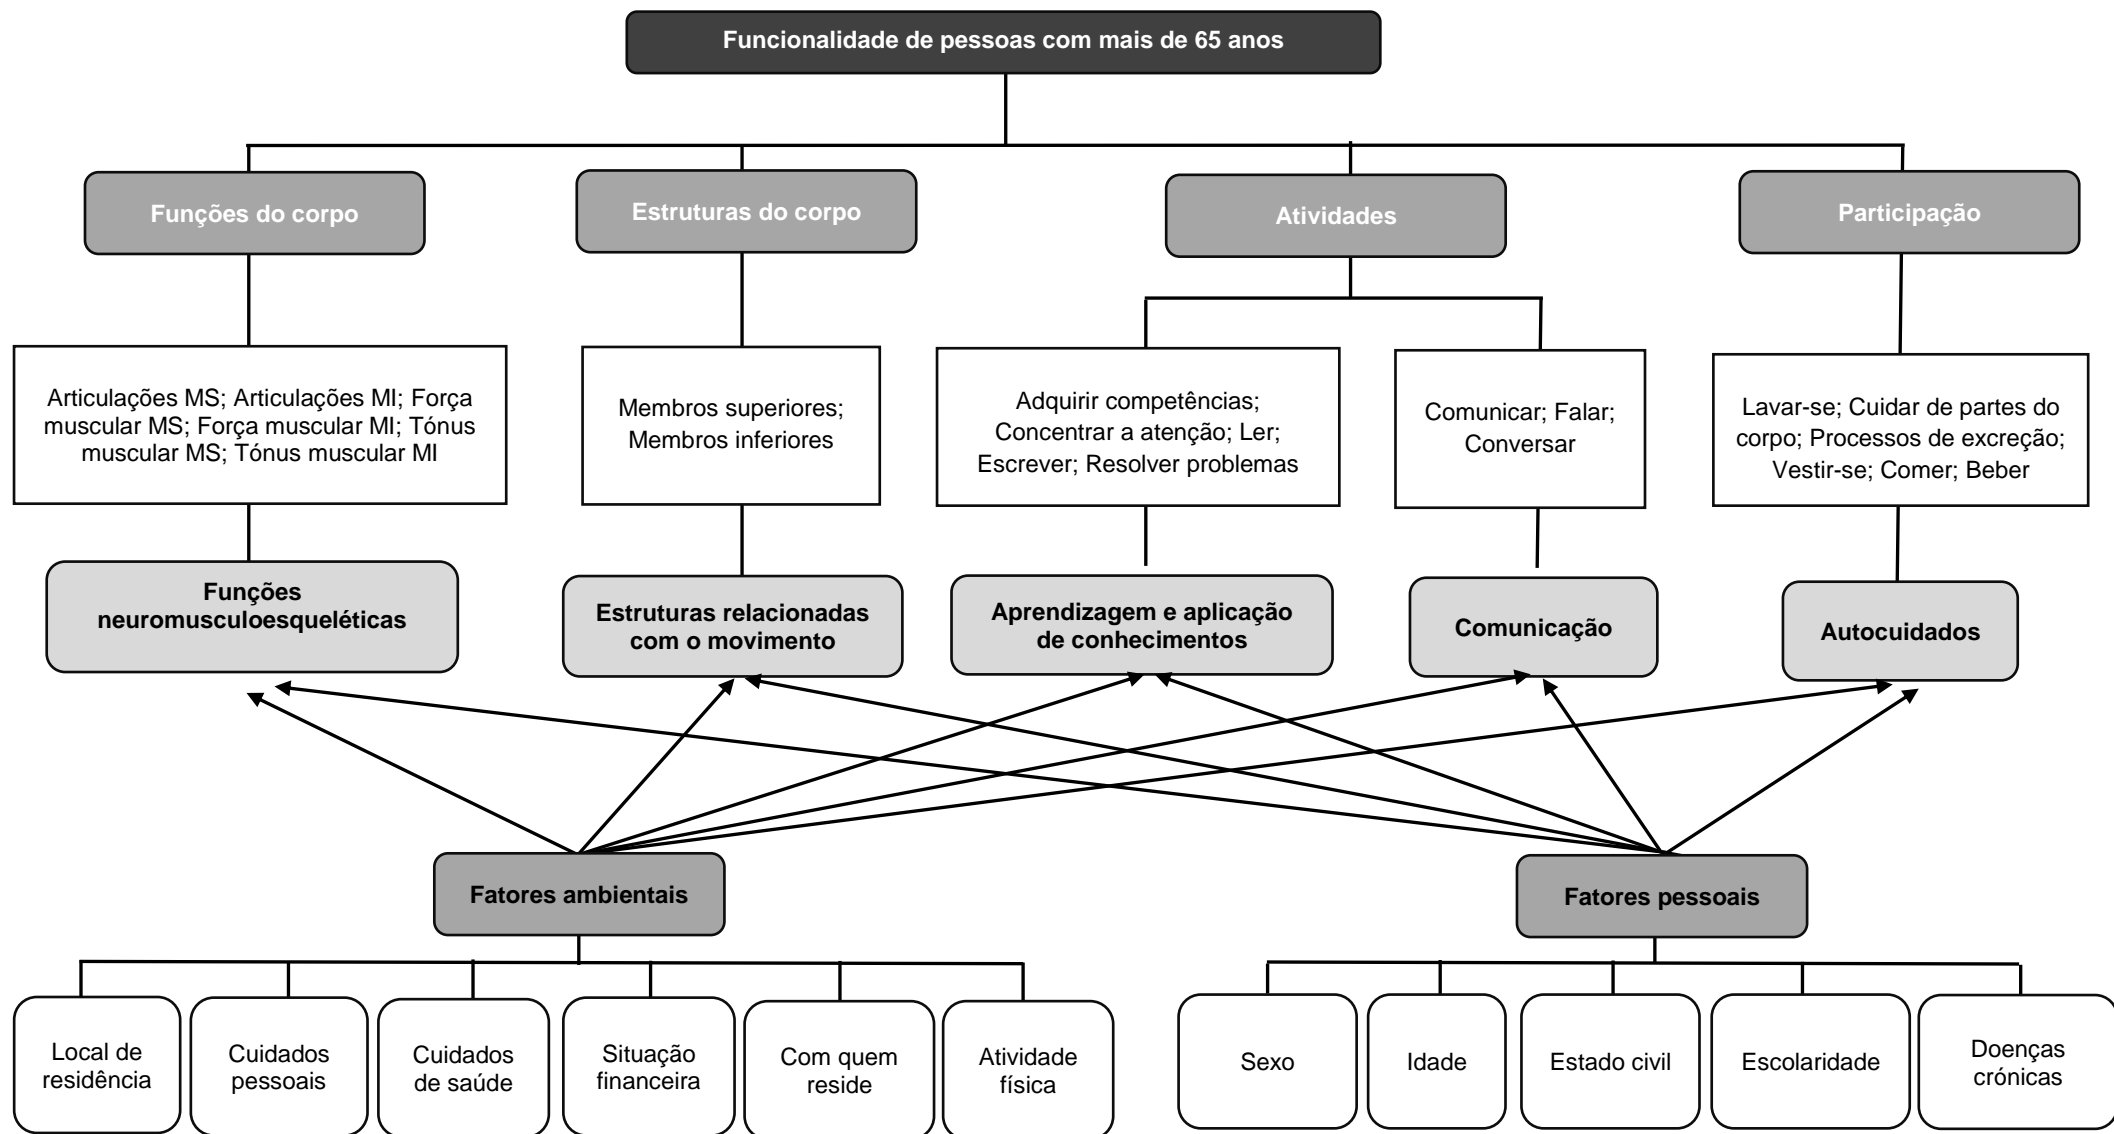 Funcionalidade de pessoas com mais de 65 anos
Funções do corpo
Estruturas do corpo
Atividades
Participação
Articulações MS; Articulações MI; Força
muscular MS; Força muscular MI; Tónus
muscular MS; Tónus muscular MI
Membros superiores;
Membros inferiores
Adquirir competências;
Concentrar a atenção; Ler;
Escrever; Resolver problemas
Comunicar; Falar;
Conversar
Lavar-se; Cuidar de partes do
corpo; Processos de excreção;
Vestir-se; Comer; Beber
Funções
neuromusculoesqueléticas
Estruturas relacionadas
com o movimento
Aprendizagem e aplicação
de conhecimentos
Comunicação
Autocuidados
Fatores ambientais
Fatores pessoais
Local de
residência
Cuidados
pessoais
Cuidados
de saúde
Situação
financeira
Com quem
reside
Atividade
física
Sexo
Idade
Estado civil
Escolaridade
Doenças
crónicas